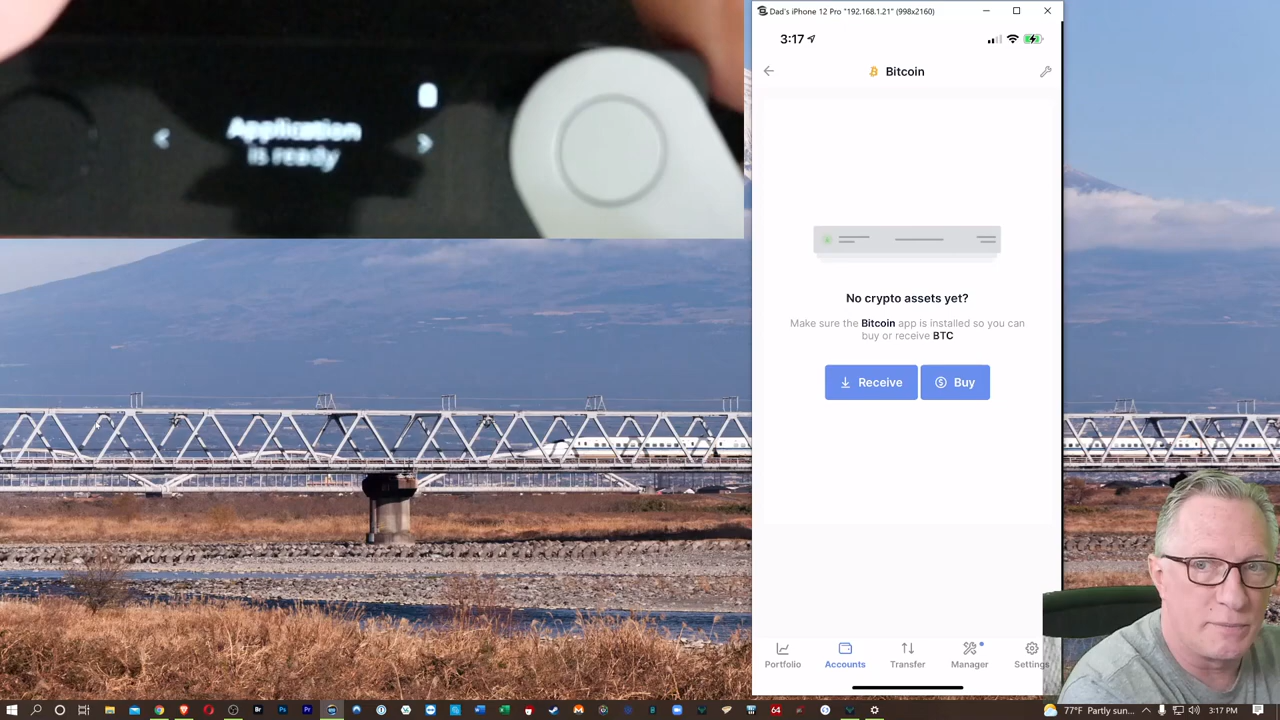 Application
is ready
Dad's iPhone 12 Pro "192.168.1.21" (998x2160)
3:17
Bitcoin
No crypto assets yet?
Make sure the Bitcoin app is installed so you can
buy or receive BTC
Receive
Buy
Portfolio
Accounts
Transfer
Manager
Settings
77°F Partly sun...
3:17 PM